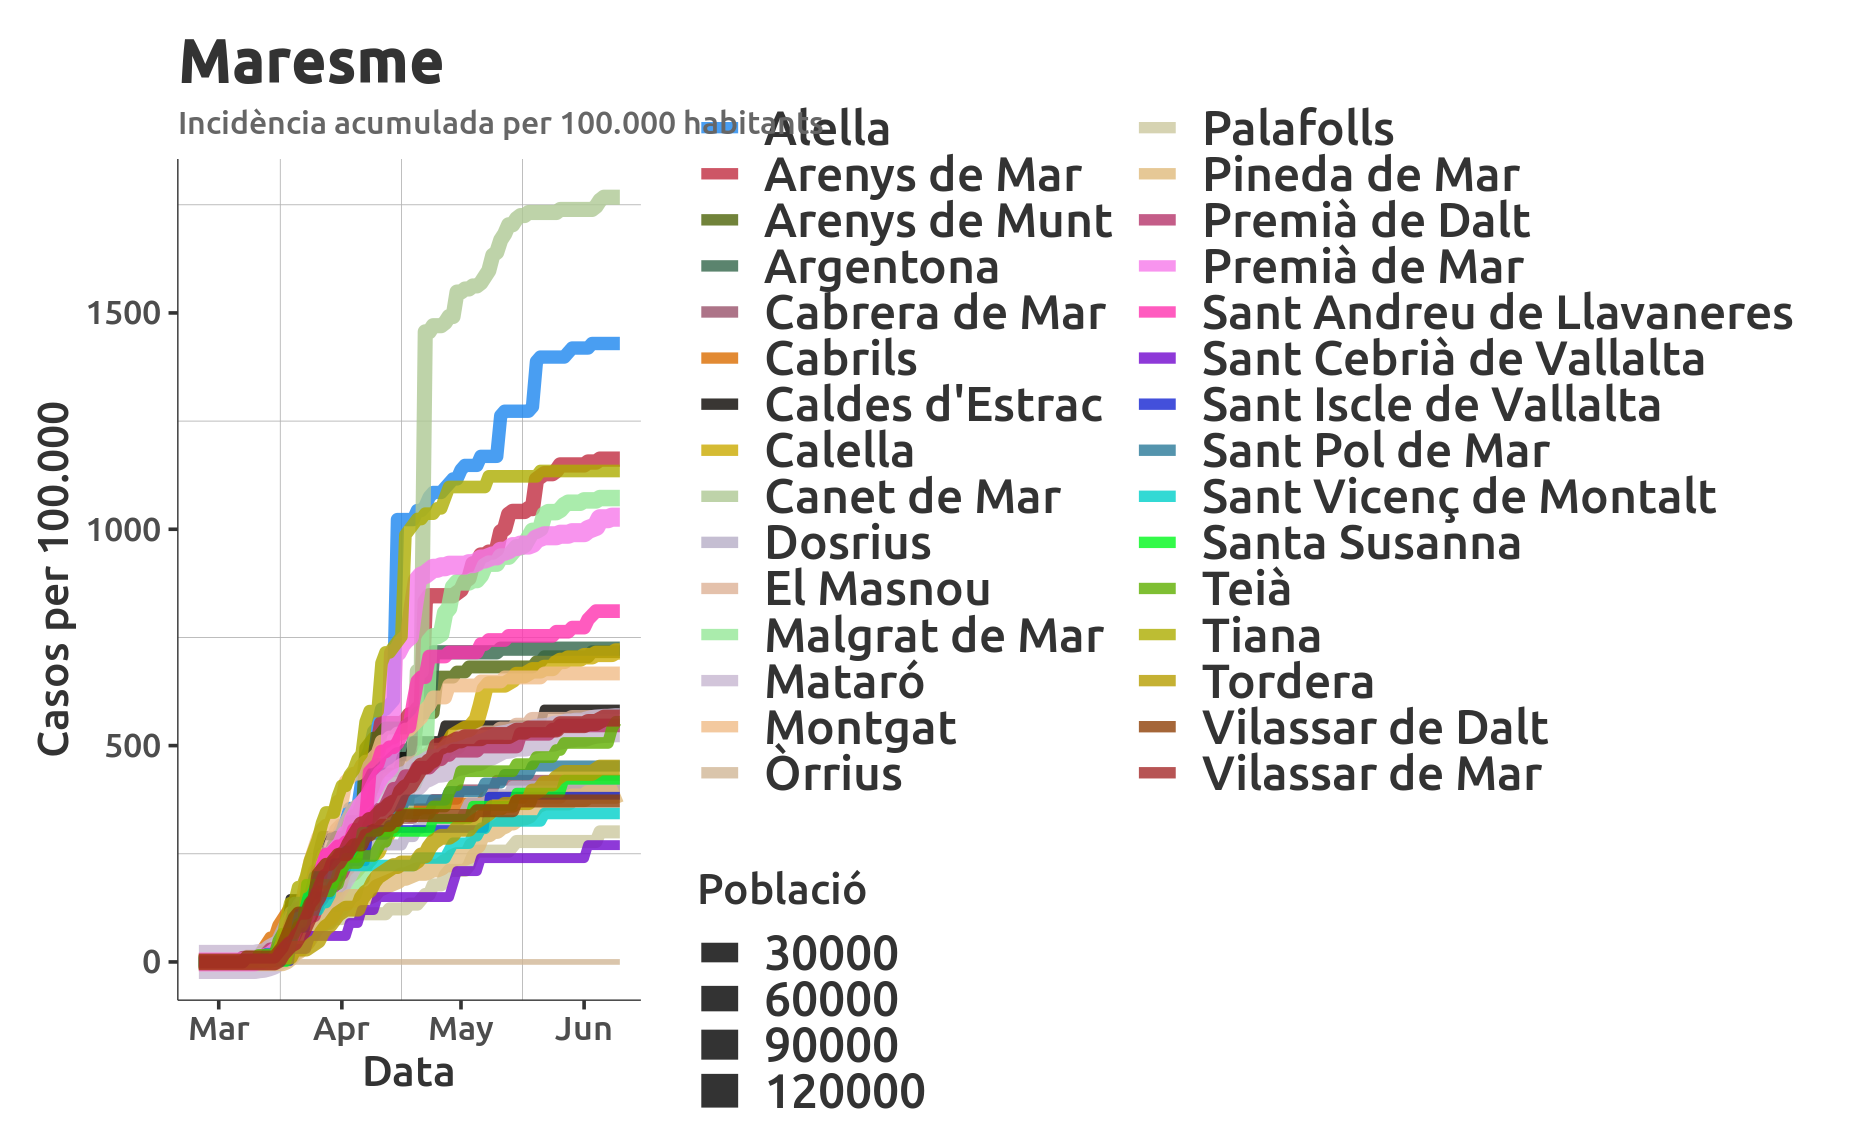 Maresme
Incidència acumulada per 100.000 habitants
Casos per 100.000
1500
1000
500
0
Mar
Apr
May
Jun
Data
Alella
Arenys de Mar
Arenys de Munt
Argentona
Cabrera de Mar
Cabrils
Caldes d'Estrac
Calella
Canet de Mar
Dosrius
El Masnou
Malgrat de Mar
Mataró
Montgat
Òrrius
Palafolls
Pineda de Mar
Premià de Dalt
Premià de Mar
Sant Andreu de Llavaneres
Sant Cebrià de Vallalta
Sant Iscle de Vallalta
Sant Pol de Mar
Sant Vicenç de Montalt
Santa Susanna
Teià
Tiana
Tordera
Vilassar de Dalt
Vilassar de Mar
Població
30000
60000
90000
120000